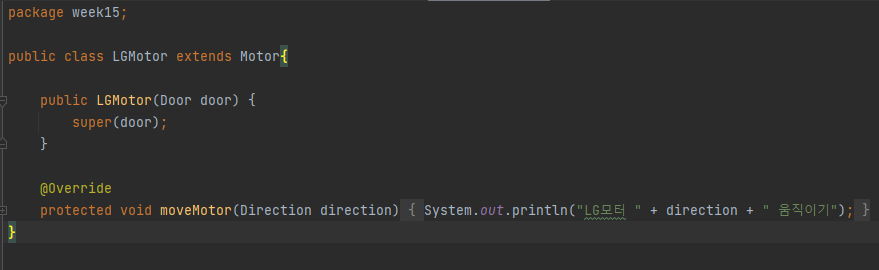 package week15;
public class LGMotor extends Motor{
public LGMotor(Door door) {
super(door);
}
@Override
protected void moveMotor(Direction direction) { System.out.println("LG모터 " + direction + " 움직이기"); }
}